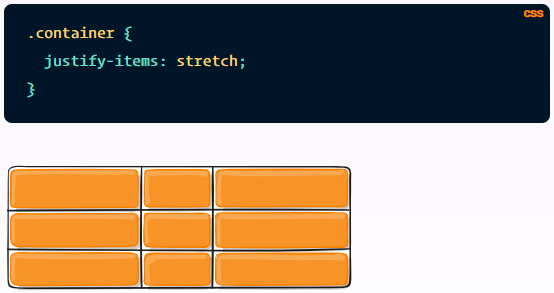 css
.container {
justify-items: stretch;
}